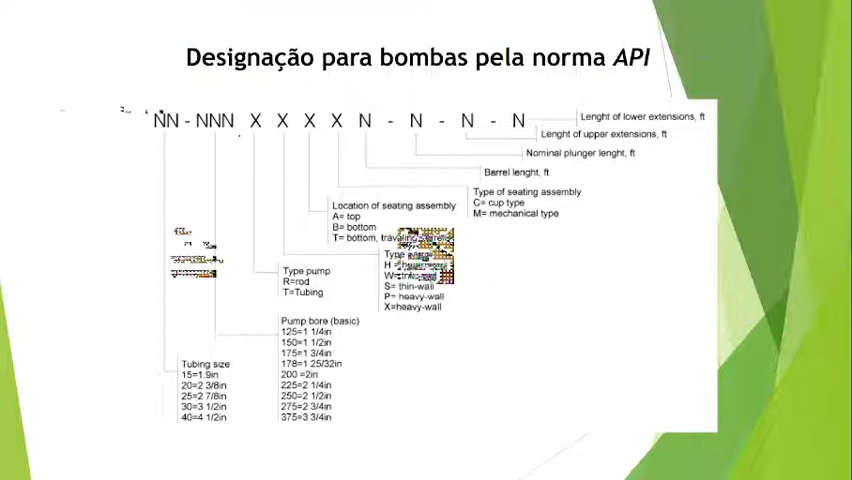 Designação para bombas pela norma API
NN - NNN X X X X N - N - N - N
Lenght of lower extensions, ft
Lenght of upper extensions, ft
Nominal plunger lenght, ft
Barrel lenght, ft
Type of seating assembly
C= cup type
M= mechanical type
Location of seating assembly
A= top
B= bottom
T= bottom, traveling
Type
H =
W=
S= thin-wall
P= heavy-wall
X=heavy-wall
Type pump
R=rod
T=Tubing
Pump bore (basic)
125=1 1/4in
150=1 1/2in
175=1 3/4in
178=1 25/32in
200 =2in
225=2 1/4in
250=2 1/2in
275=2 3/4in
375=3 3/4in
Tubing size
15=1.9in
20=2 3/8in
25=2 7/8in
30=3 1/2in
40=4 1/2in